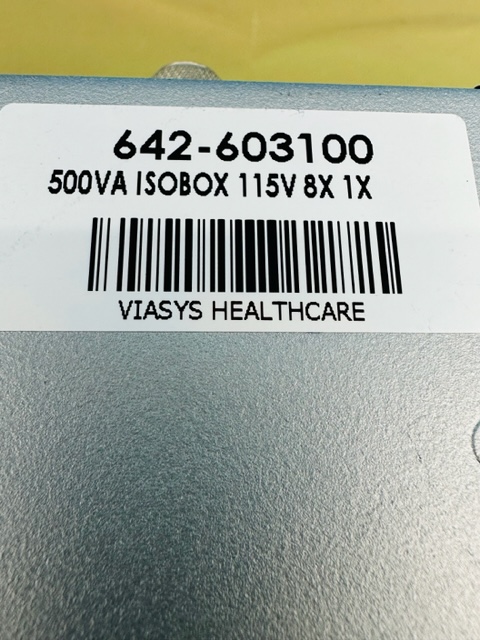 642-603100
500VA ISOBOX 115V 8X 1X
VIASYS HEALTHCARE